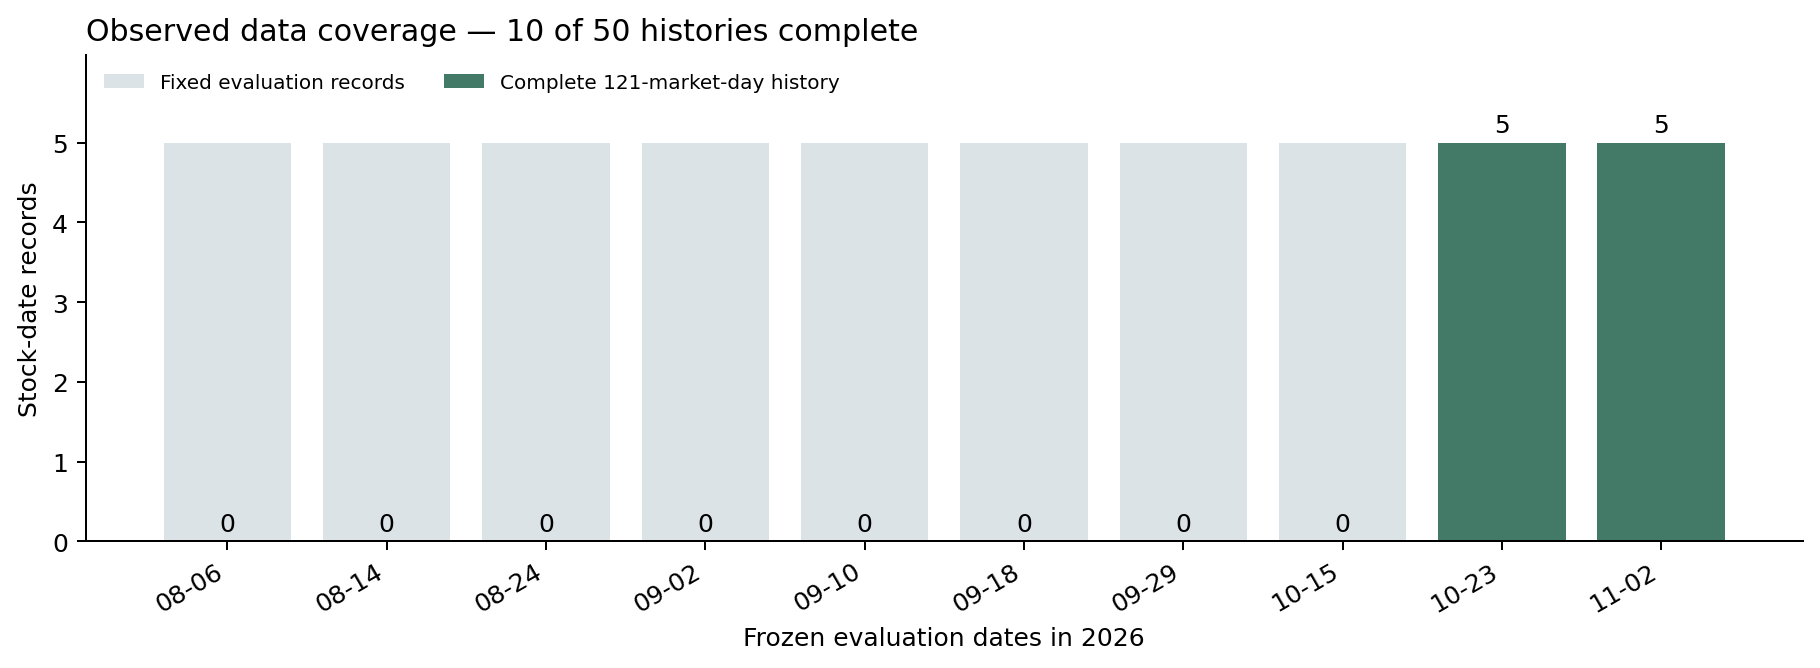 Observed data coverage — 10 of 50 histories complete
Fixed evaluation records
Complete 121-market-day history
5 5
5
4
3
2
1
0
Stock-date records
0 0 0 0 0 0 0 0
08-06 08-14 08-24 09-02 09-10 09-18 09-29 10-15 10-23 11-02
Frozen evaluation dates in 2026